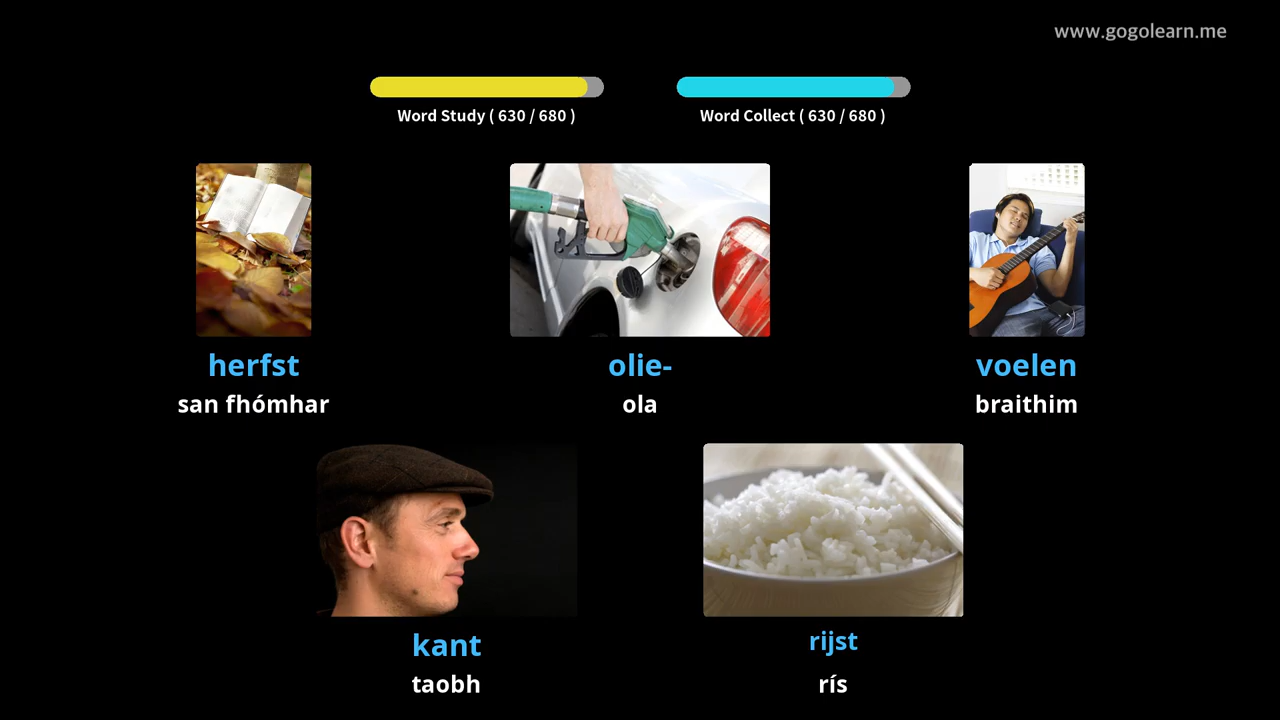 www.gogolearn.me
Word Study ( 630 / 680 )
Word Collect ( 630 / 680 )
herfst
san fhómhar
olie-
ola
voelen
braithim
kant
taobh
rijst
rís